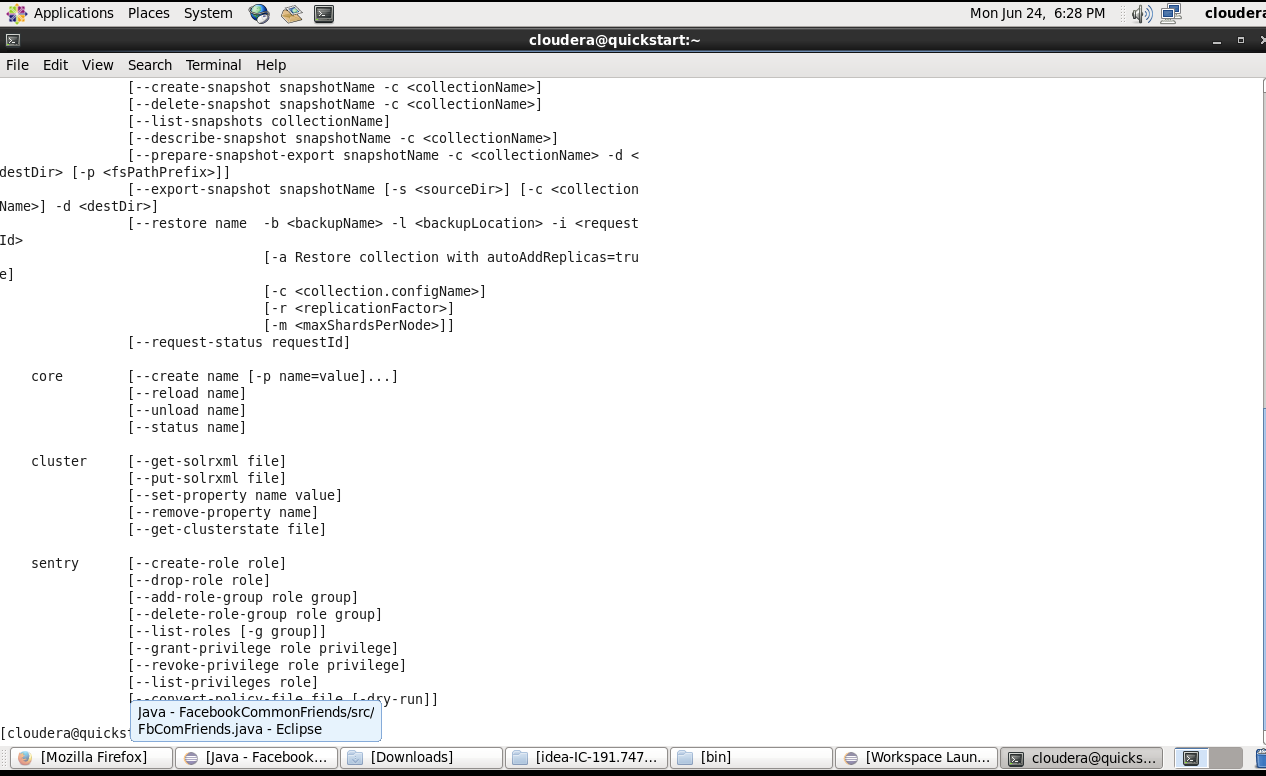 Applications Places System Mon Jun 24, 6:28 PM cloudera
cloudera@quickstart:~
File Edit View Search Terminal Help
[--create-snapshot snapshotName -c <collectionName>]
[--delete-snapshot snapshotName -c <collectionName>]
[--list-snapshots collectionName]
[--describe-snapshot snapshotName -c <collectionName>]
[--prepare-snapshot-export snapshotName -c <collectionName> -d <
destDir> [-p <fsPathPrefix>]]
[--export-snapshot snapshotName [-s <sourceDir>] [-c <collection
Name>] -d <destDir>]
[--restore name  -b <backupName> -l <backupLocation> -i <request
Id>
[-a Restore collection with autoAddReplicas=tru
e]
[-c <collection.configName>]
[-r <replicationFactor>]
[-m <maxShardsPerNode>]]
[--request-status requestId]
core [--create name [-p name=value]...]
[--reload name]
[--unload name]
[--status name]
cluster [--get-solrxml file]
[--put-solrxml file]
[--set-property name value]
[--remove-property name]
[--get-clusterstate file]
sentry [--create-role role]
[--drop-role role]
[--add-role-group role group]
[--delete-role-group role group]
[--list-roles [-g group]]
[--grant-privilege role privilege]
[--revoke-privilege role privilege]
[--list-privileges role]
[--convert-policy-file file [-dry-run]]
Java - FacebookCommonFriends/src/
FbComFriends.java - Eclipse
[cloudera@quickst
[Mozilla Firefox] [Java - Facebook... [Downloads] [idea-IC-191.747... [bin] [Workspace Laun... cloudera@quicks...